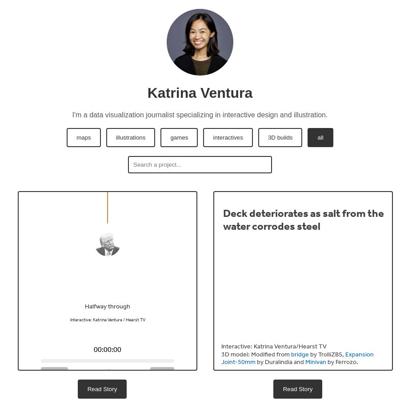 Katrina Ventura
I'm a data visualization journalist specializing in interactive design and illustration.
maps
illustrations
games
interactives
3D builds
all
Search a project...
Halfway through
Interactive: Katrina Ventura / Hearst TV
00:00:00
Read Story
Deck deteriorates as salt from the
water corrodes steel
Interactive: Katrina Ventura/Hearst TV
3D model: Modified from bridge by TrolliZBS, Expansion
Joint-50mm by Duralindia and Minivan by Ferrozo.
Read Story